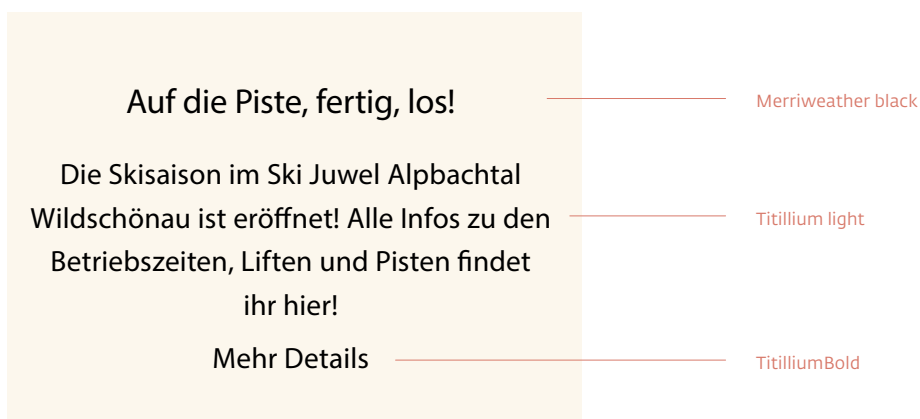 Auf die Piste, fertig, los!
Merriweather black
Die Skisaison im Ski Juwel Alpbachtal
Wildschönau ist eröffnet! Alle Infos zu den
Titillium light
Betriebszeiten, Liften und Pisten findet
ihr hier!
Mehr Details
TitilliumBold